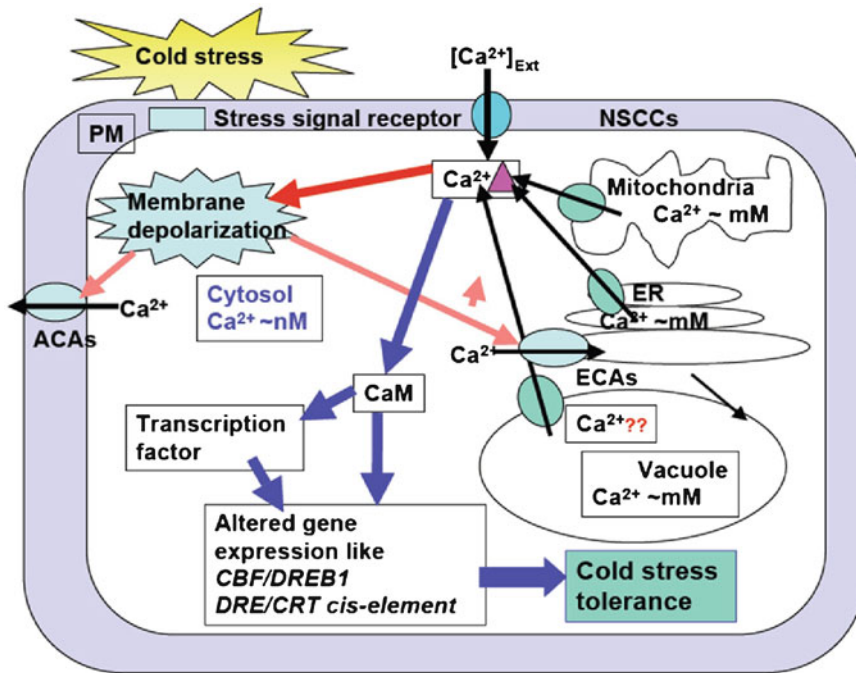 Cold stress
[Ca²⁺]Ext
PM
Stress signal receptor
NSCCs
Ca²⁺
Mitochondria
Ca²⁺ ~ mM
Membrane
depolarization
Cytosol
Ca²⁺ ~nM
ER
Ca²⁺ ~mM
Ca²⁺
ACAs
Ca²⁺
ECAs
CaM
Transcription
factor
Ca²⁺??
Vacuole
Ca²⁺ ~mM
Altered gene
expression like
CBF/DREB1
DRE/CRT cis-element
Cold stress
tolerance